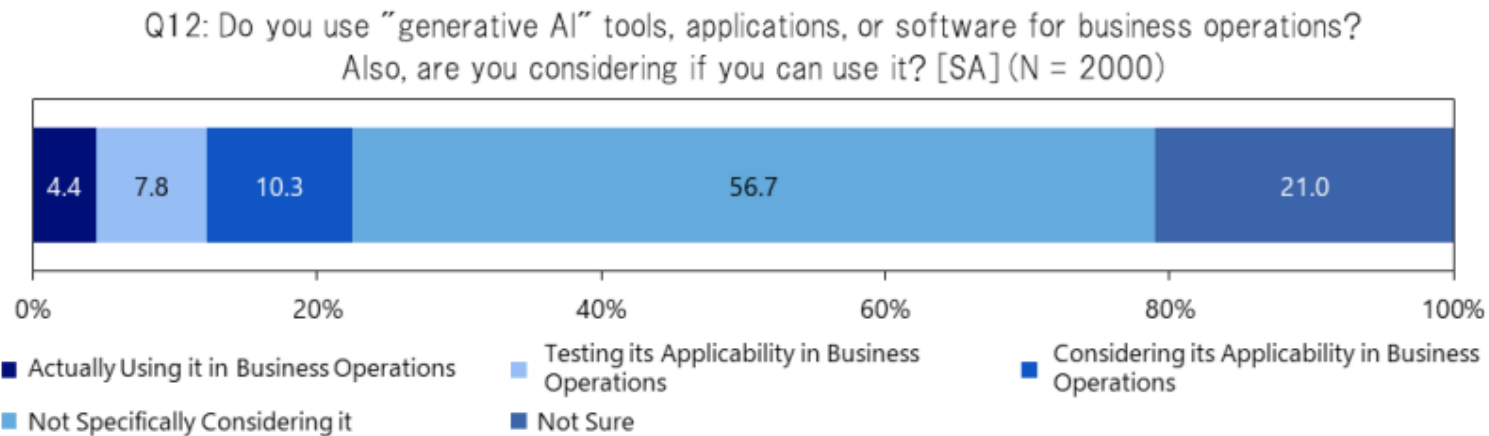 Q12: Do you use "generative AI" tools, applications, or software for business operations?
Also, are you considering if you can use it? [SA] (N = 2000)
4.4 7.8 10.3 56.7 21.0
0% 20% 40% 60% 80% 100%
Actually Using it in Business Operations
Testing its Applicability in Business
Operations
Considering its Applicability in Business
Operations
Not Specifically Considering it
Not Sure